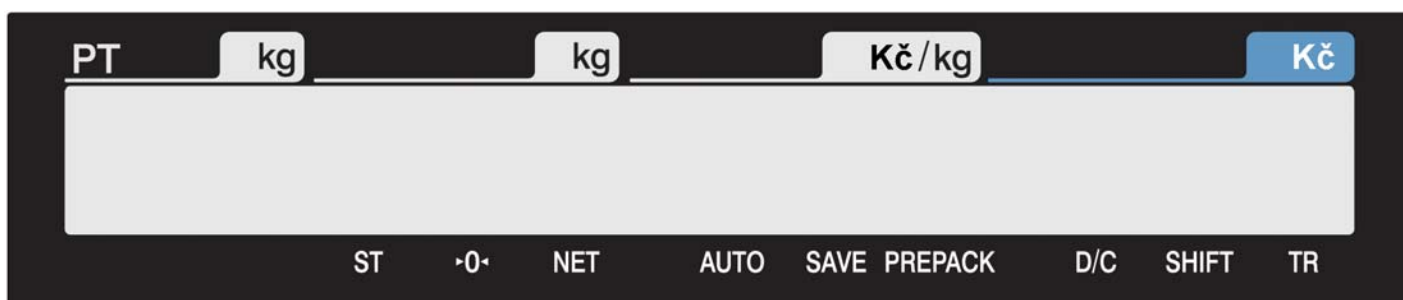 PT kg kg Kč/kg Kč
ST ▸0◂ NET AUTO SAVE PREPACK D/C SHIFT TR